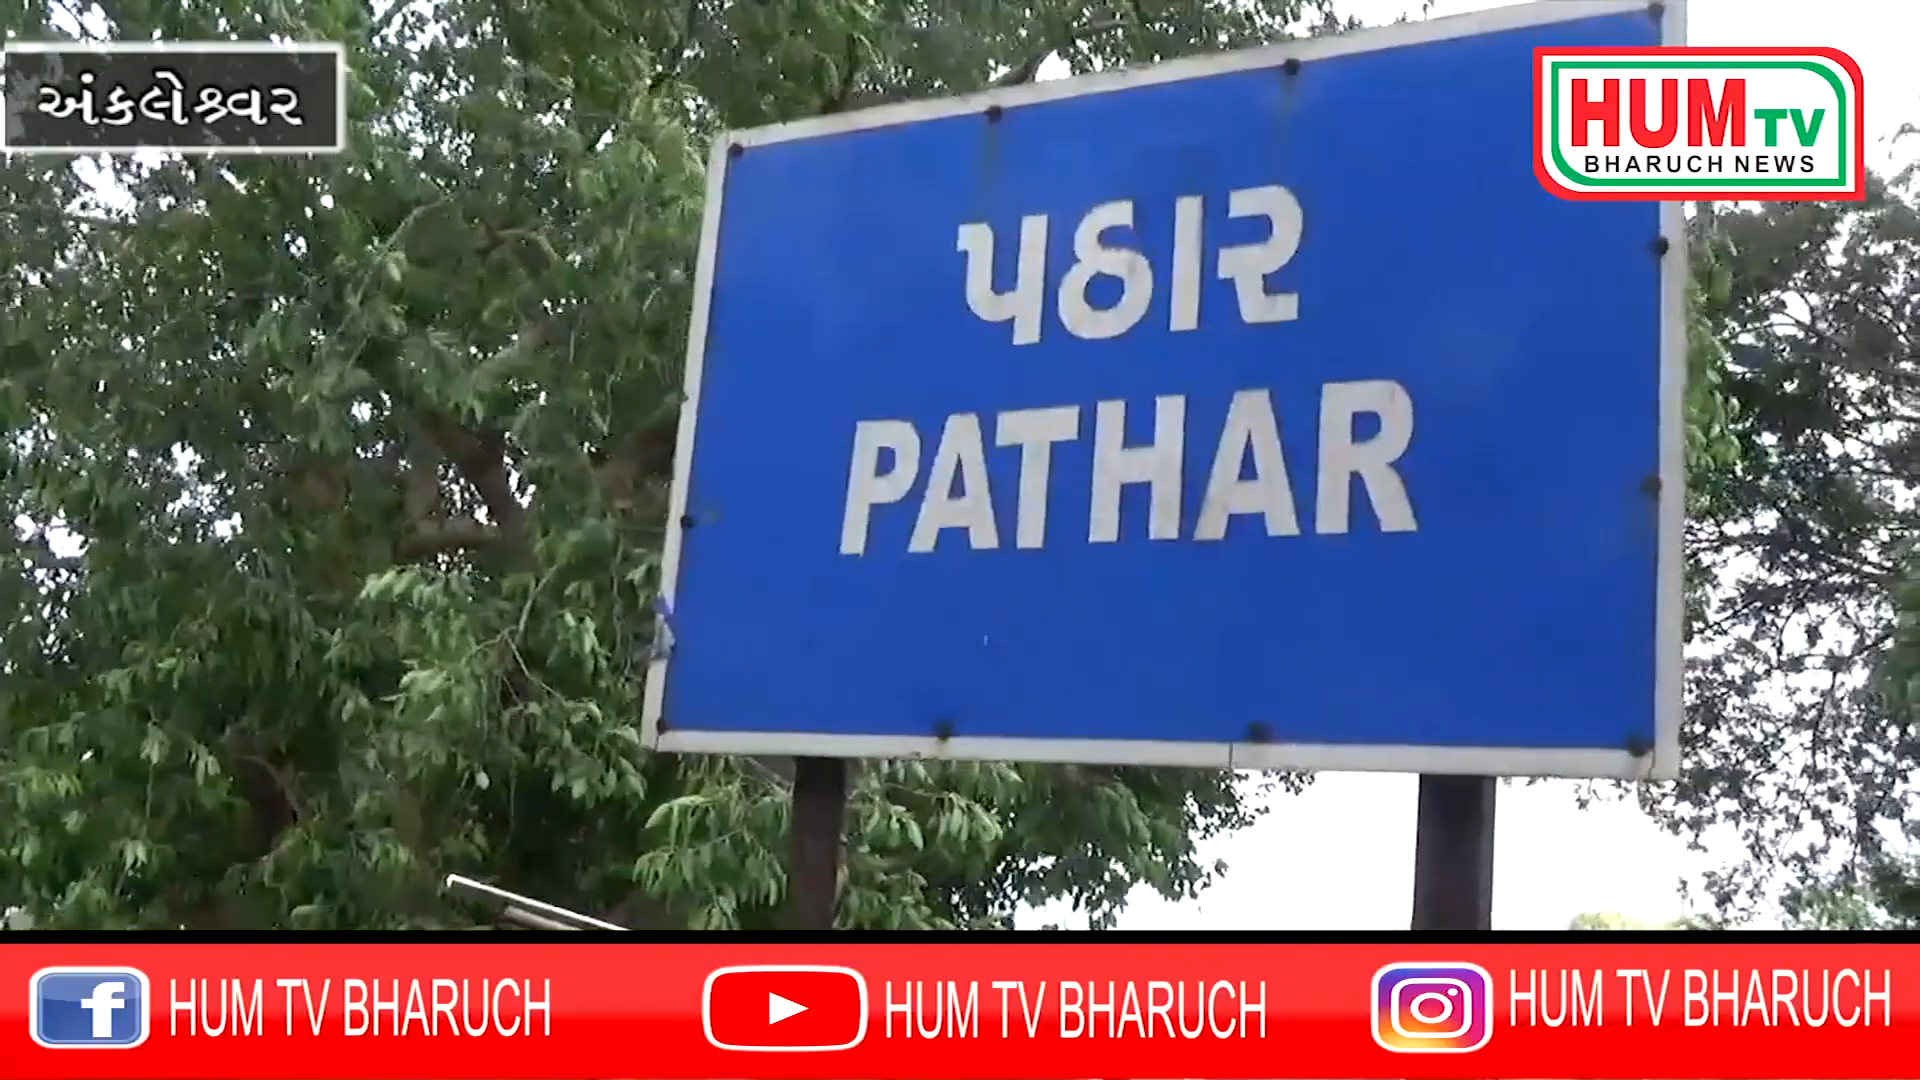 અંકલેશ્વર
HUM TV
BHARUCH NEWS
પઠાર
PATHAR
HUM TV BHARUCH
HUM TV BHARUCH
HUM TV BHARUCH